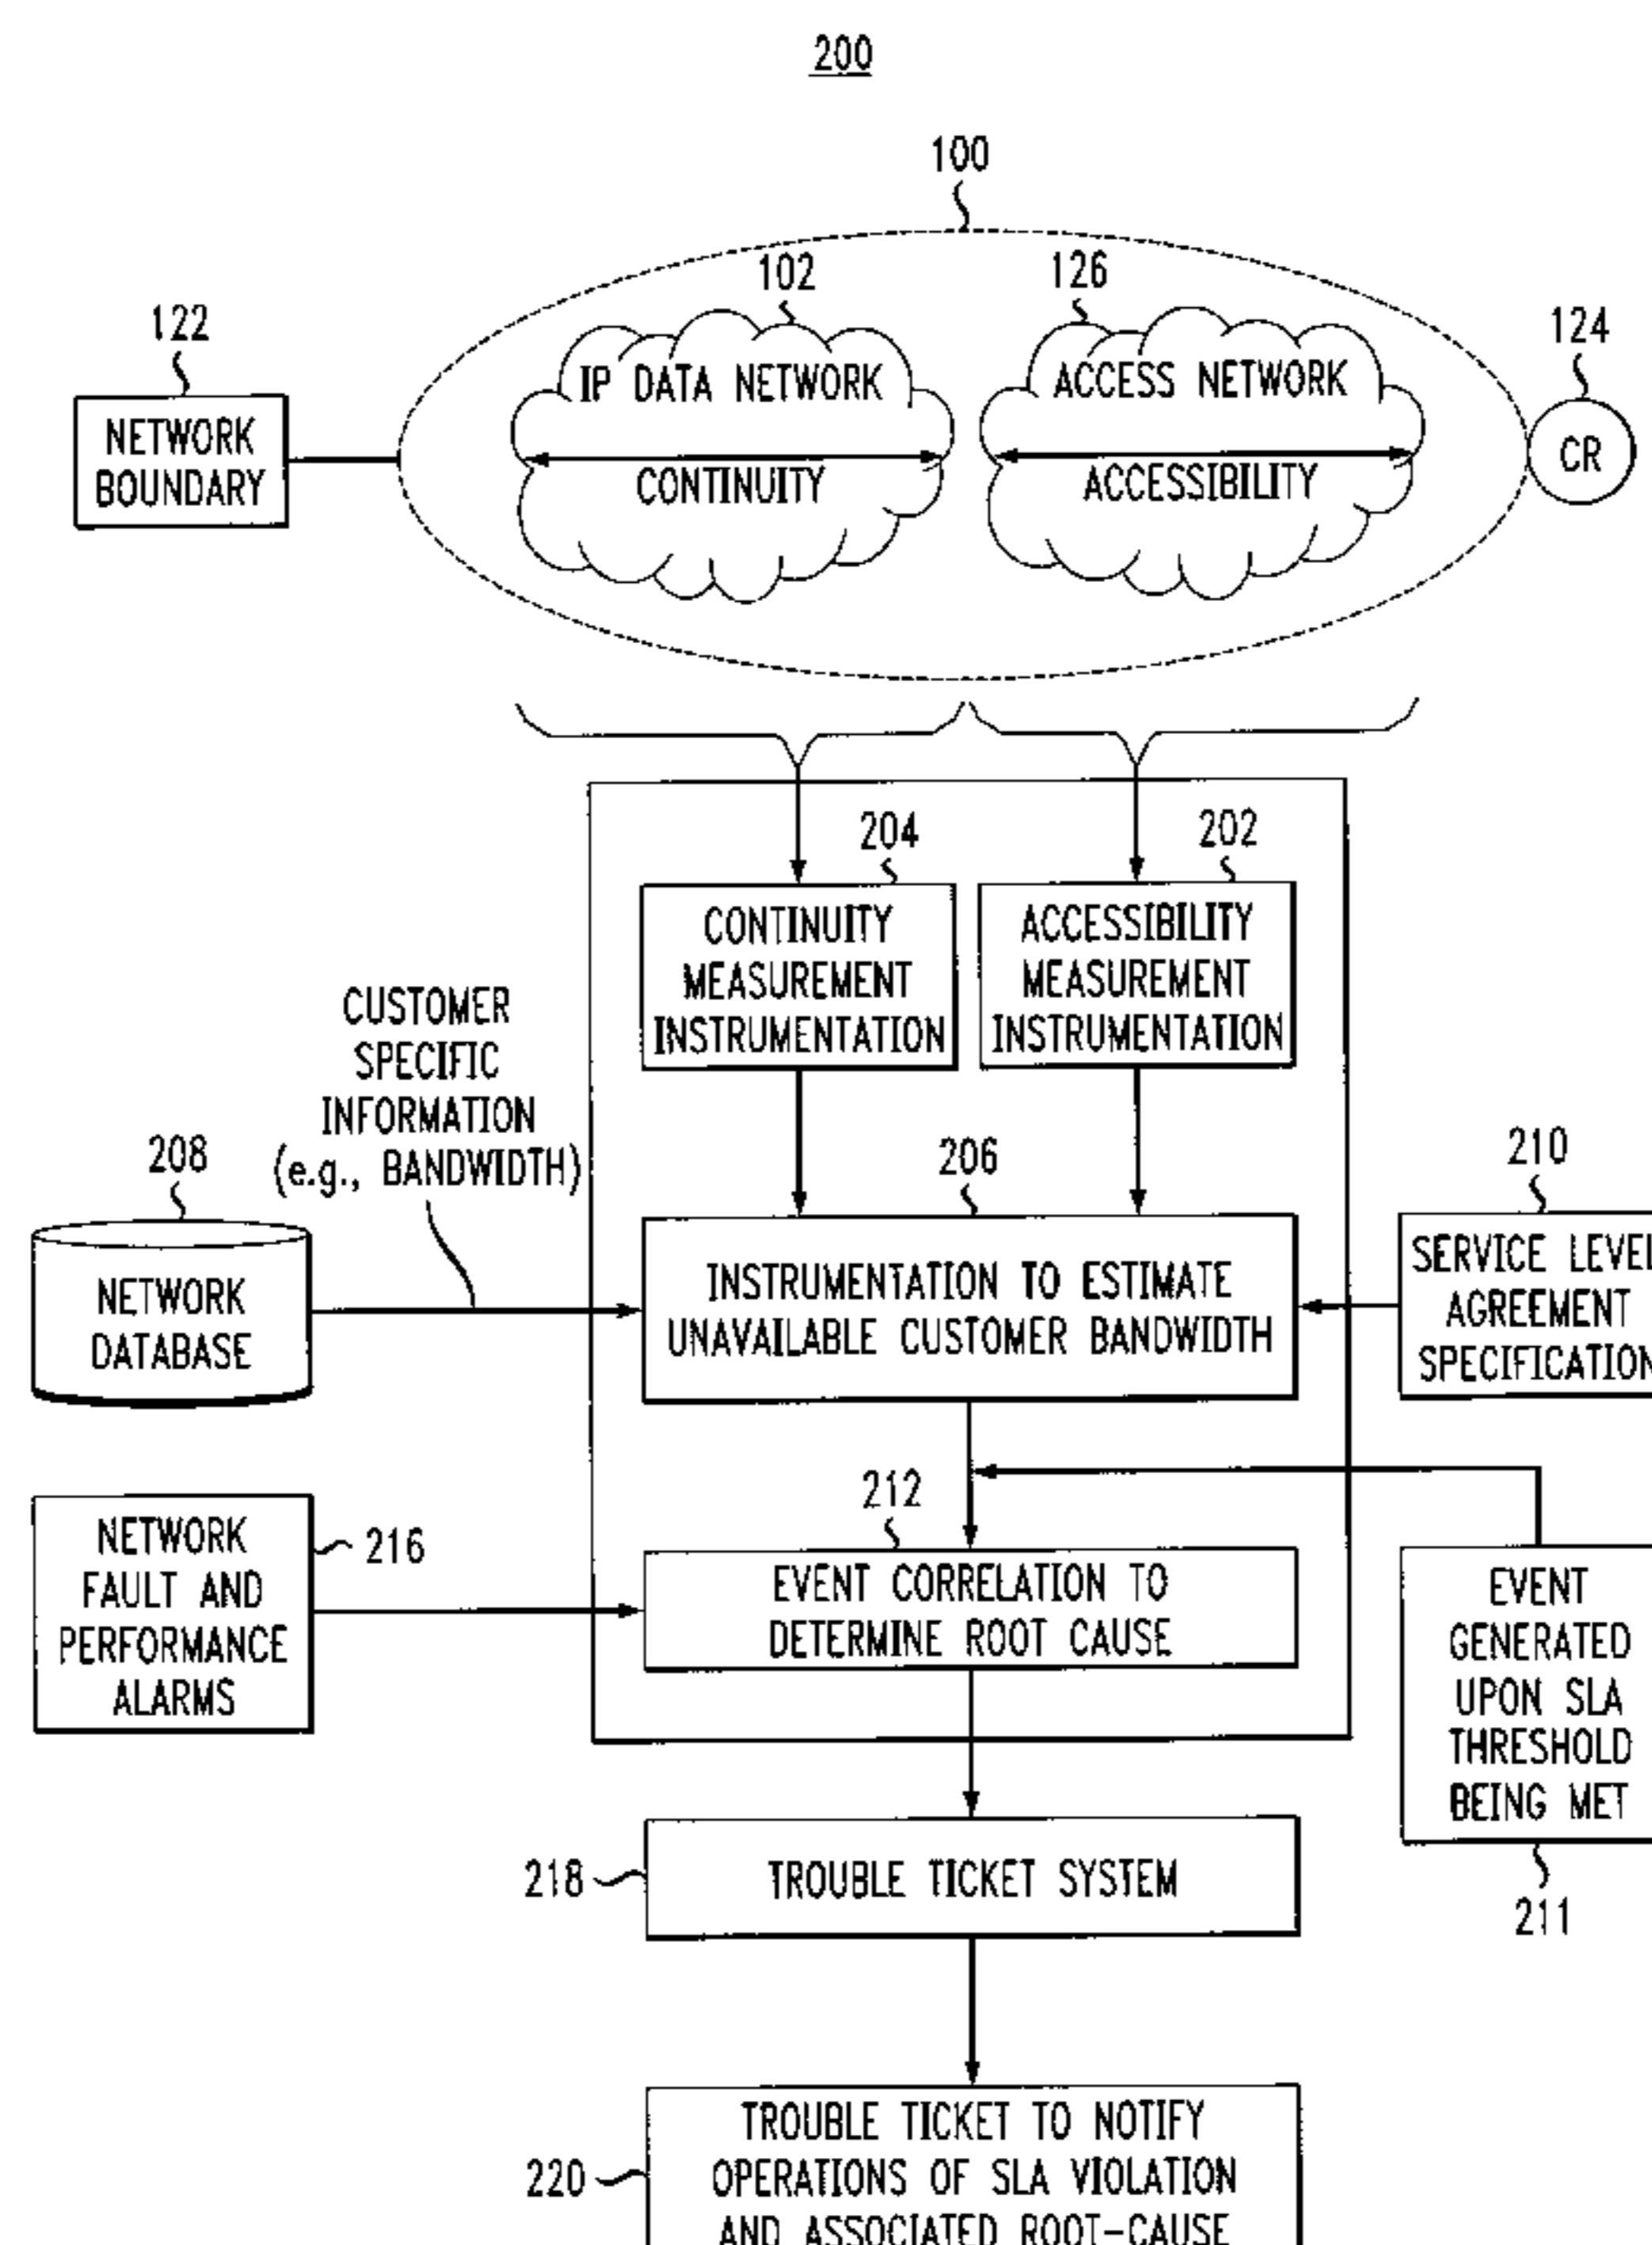 200
100
102
126
122
124
NETWORK
BOUNDARY
IP DATA NETWORK
CONTINUITY
ACCESS NETWORK
ACCESSIBILITY
CR
204
202
CONTINUITY
MEASUREMENT
INSTRUMENTATION
ACCESSIBILITY
MEASUREMENT
INSTRUMENTATION
CUSTOMER
SPECIFIC
INFORMATION
(e.g., BANDWIDTH)
208
206
210
NETWORK
DATABASE
INSTRUMENTATION TO ESTIMATE
UNAVAILABLE CUSTOMER BANDWIDTH
SERVICE LEVEL
AGREEMENT
SPECIFICATION
212
NETWORK
FAULT AND
PERFORMANCE
ALARMS
216
EVENT CORRELATION TO
DETERMINE ROOT CAUSE
EVENT
GENERATED
UPON SLA
THRESHOLD
BEING MET
211
218
TROUBLE TICKET SYSTEM
220
TROUBLE TICKET TO NOTIFY
OPERATIONS OF SLA VIOLATION
AND ASSOCIATED ROOT-CAUSE